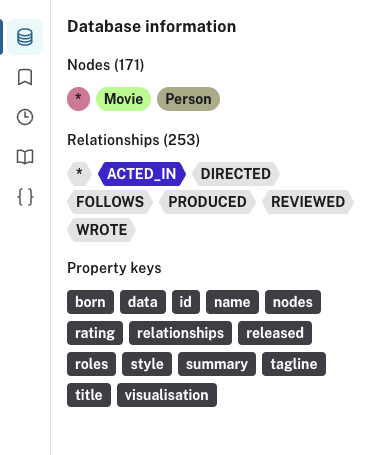 Database information
Nodes (171)
* Movie Person
Relationships (253)
* ACTED_IN DIRECTED
FOLLOWS PRODUCED REVIEWED
WROTE
Property keys
born data id name nodes
rating relationships released
roles style summary tagline
title visualisation